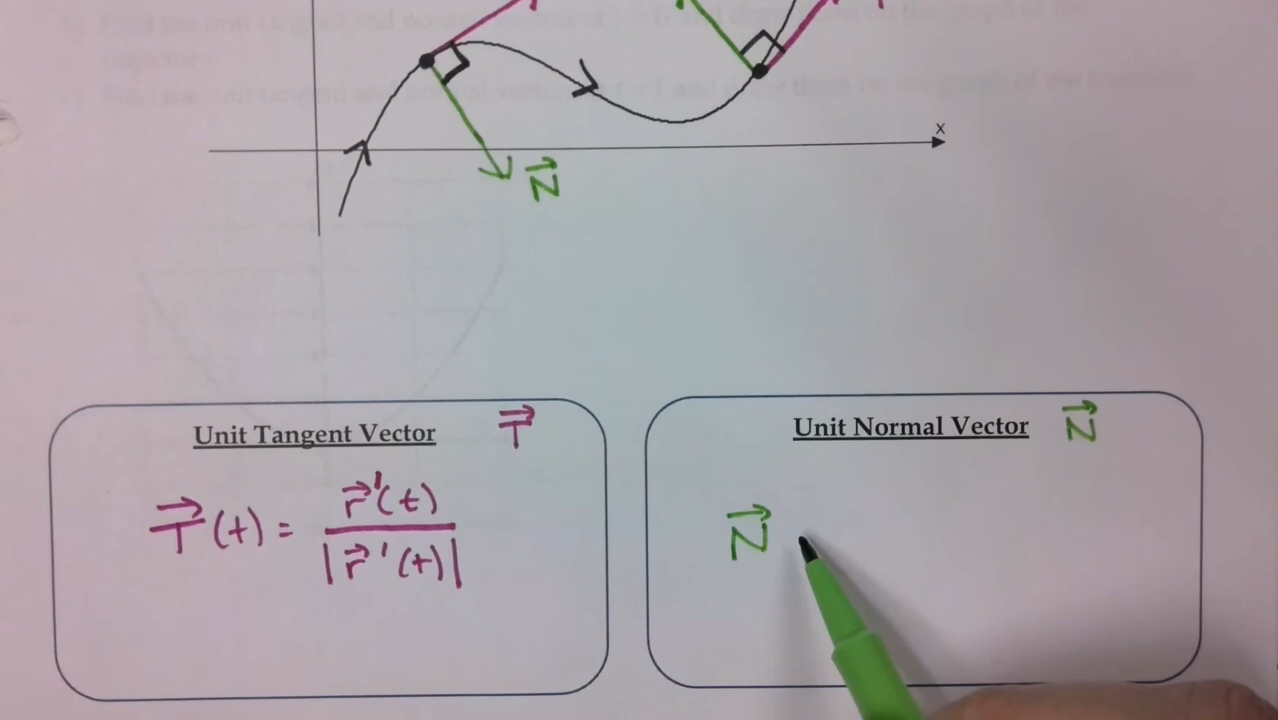 x
N⃗
Unit Tangent Vector T⃗
T⃗(t) = r⃗'(t) / |r⃗'(t)|
Unit Normal Vector N⃗
N⃗